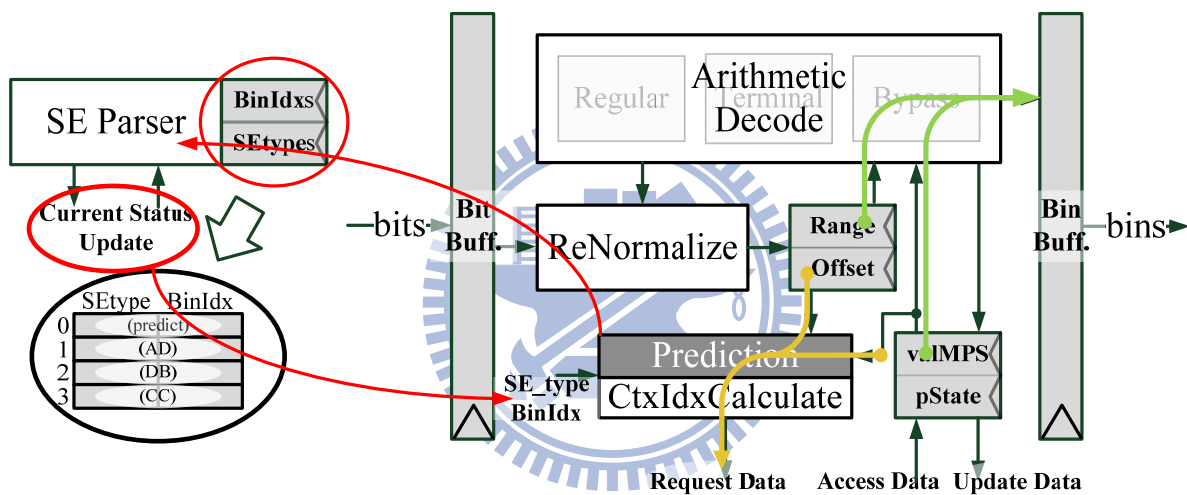 SE Parser
BinIdxs
SEtypes
Current Status
Update
SEtype BinIdx
0 (predict)
1 (AD)
2 (DB)
3 (CC)
bits
Bit
Buff.
Arithmetic
Decode
Regular
Terminal
Bypass
ReNormalize
Range
Offset
Prediction
CtxIdxCalculate
SE_type
BinIdx
valMPS
pState
Request Data
Access Data
Update Data
Bin
Buff.
bins